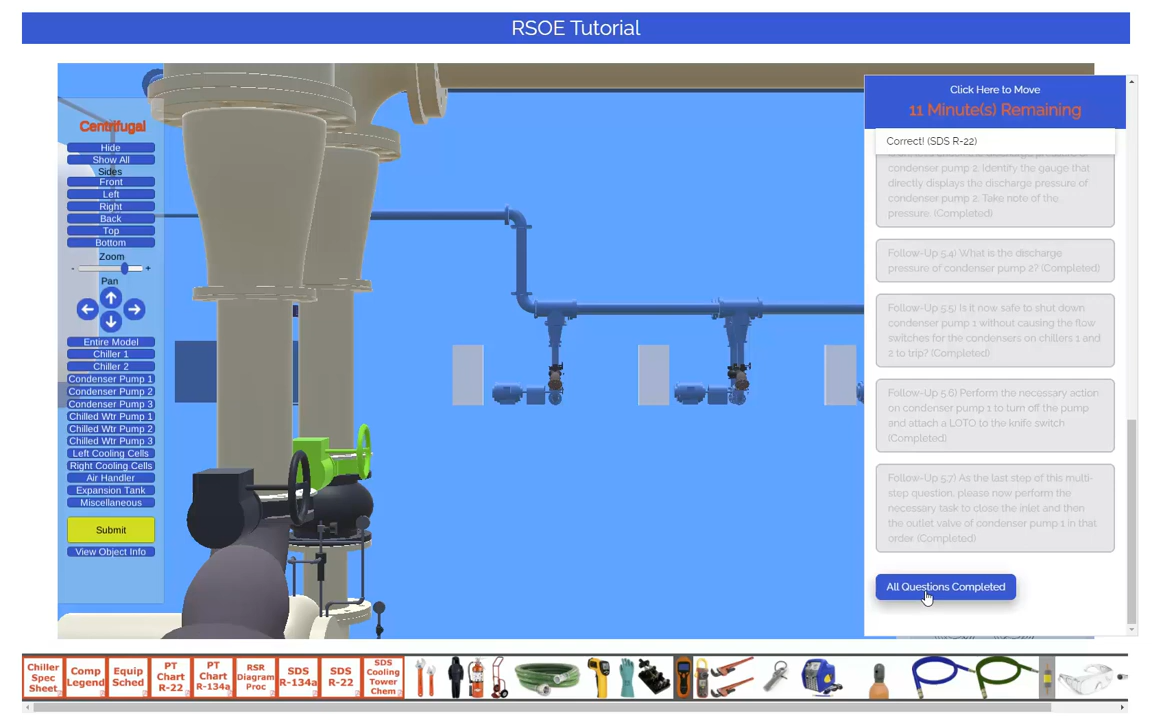 RSOE Tutorial
Centrifugal
Hide
Show All
Sides
Front
Left
Right
Back
Top
Bottom
Zoom
- +
Pan
Entire Model
Chiller 1
Chiller 2
Condenser Pump 1
Condenser Pump 2
Condenser Pump 3
Chilled Wtr Pump 1
Chilled Wtr Pump 2
Chilled Wtr Pump 3
Left Cooling Cells
Right Cooling Cells
Air Handler
Expansion Tank
Miscellaneous
Submit
View Object Info
Click Here to Move
11 Minute(s) Remaining
Correct! (SDS R-22)
condenser pump 2. Identify the gauge that
directly displays the discharge pressure of
condenser pump 2. Take note of the
pressure. (Completed)
Follow-Up 5.4) What is the discharge
pressure of condenser pump 2? (Completed)
Follow-Up 5.5) Is it now safe to shut down
condenser pump 1 without causing the flow
switches for the condensers on chillers 1 and
2 to trip? (Completed)
Follow-Up 5.6) Perform the necessary action
on condenser pump 1 to turn off the pump
and attach a LOTO to the knife switch
(Completed)
Follow-Up 5.7) As the last step of this multi-
step question, please now perform the
necessary task to close the inlet and then
the outlet valve of condenser pump 1 in that
order (Completed)
All Questions Completed
Chiller
Spec
Sheet
Comp
Legend
Equip
Sched
PT
Chart
R-22
PT
Chart
R-134a
RSR
Diagram
Proc
SDS
R-134a
SDS
R-22
SDS
Cooling
Tower
Chem